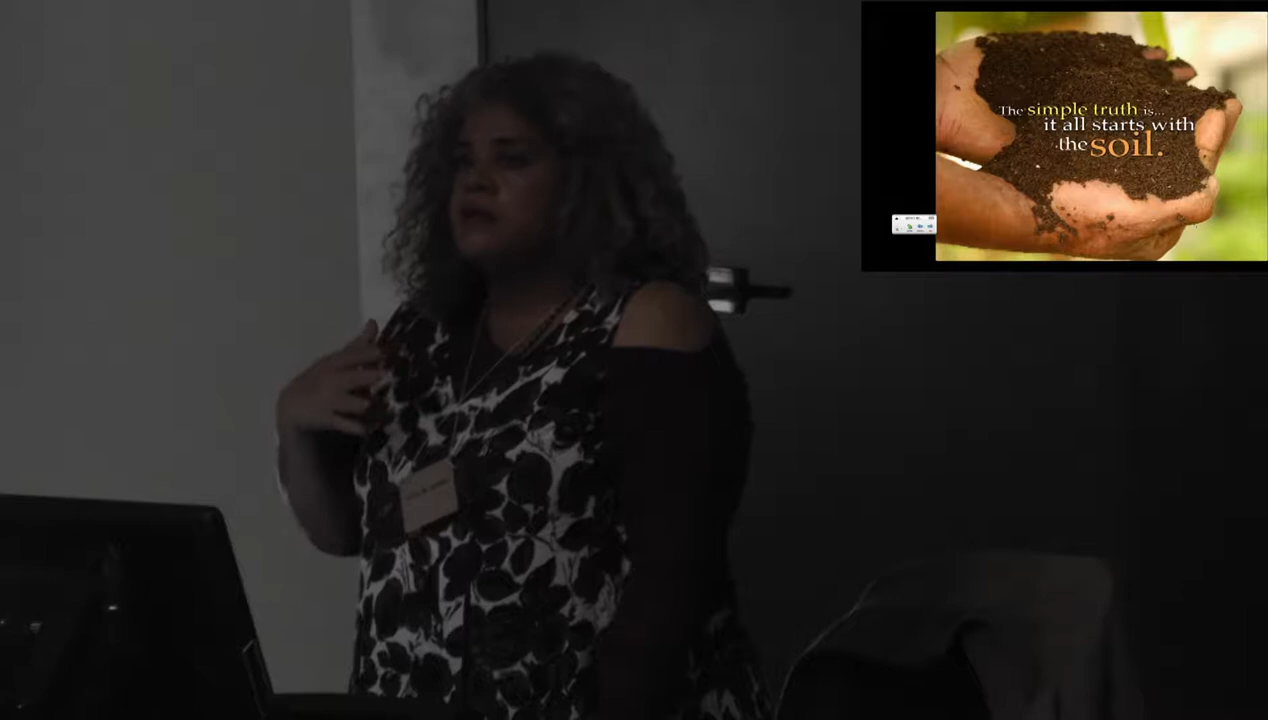 The simple truth is...
it all starts with
the soil.